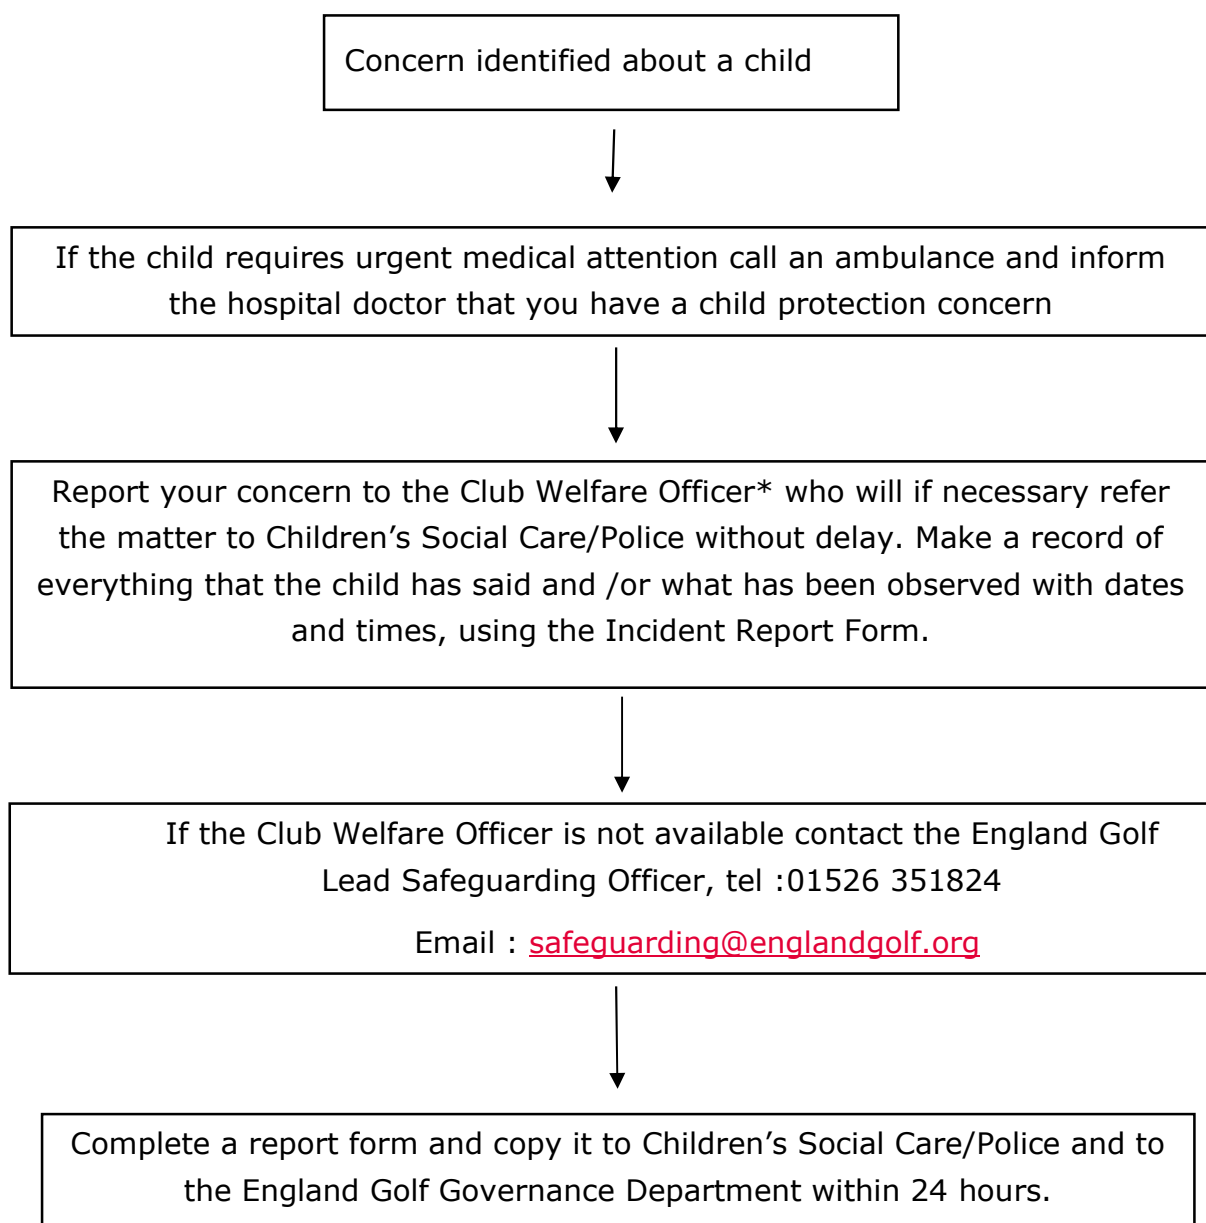 Concern identified about a child
If the child requires urgent medical attention call an ambulance and inform
the hospital doctor that you have a child protection concern
Report your concern to the Club Welfare Officer* who will if necessary refer
the matter to Children’s Social Care/Police without delay. Make a record of
everything that the child has said and /or what has been observed with dates
and times, using the Incident Report Form.
If the Club Welfare Officer is not available contact the England Golf
Lead Safeguarding Officer, tel :01526 351824
Email : safeguarding@englandgolf.org
Complete a report form and copy it to Children’s Social Care/Police and to
the England Golf Governance Department within 24 hours.